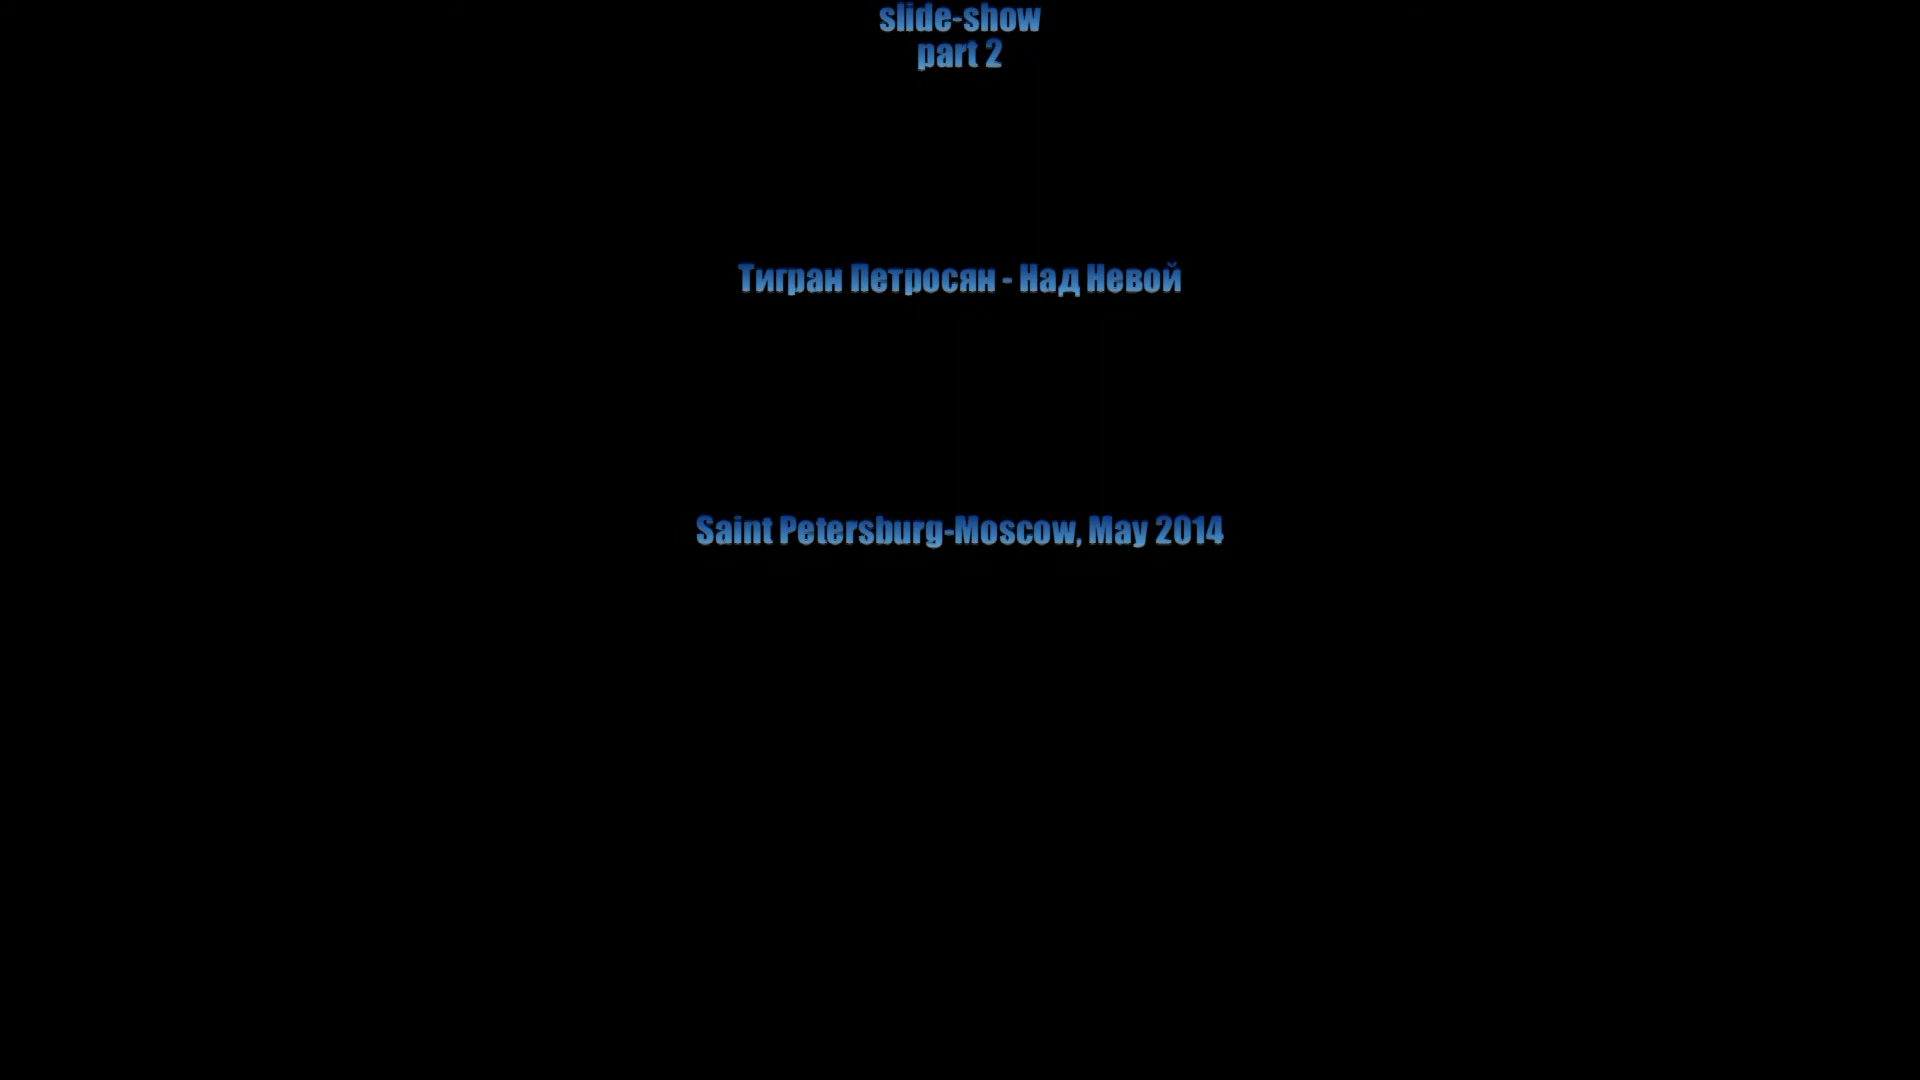 slide-show
part 2
Тигран Петросян - Над Невой
Saint Petersburg-Moscow, May 2014